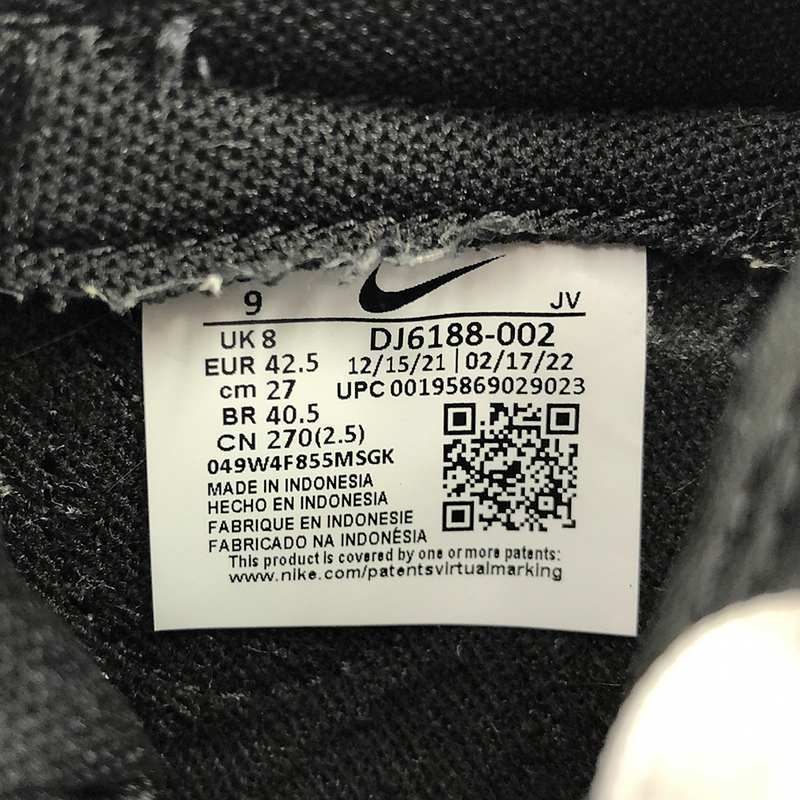 9 JV
UK 8 DJ6188-002
EUR 42.5 12/15/21 | 02/17/22
cm 27 UPC 00195869029023
BR 40.5
CN 270(2.5)
049W4F855MSGK
MADE IN INDONESIA
HECHO EN INDONESIA
FABRIQUE EN INDONESIE
FABRICADO NA INDONÉSIA
This product is covered by one or more patents:
www.nike.com/patentsvirtualmarking